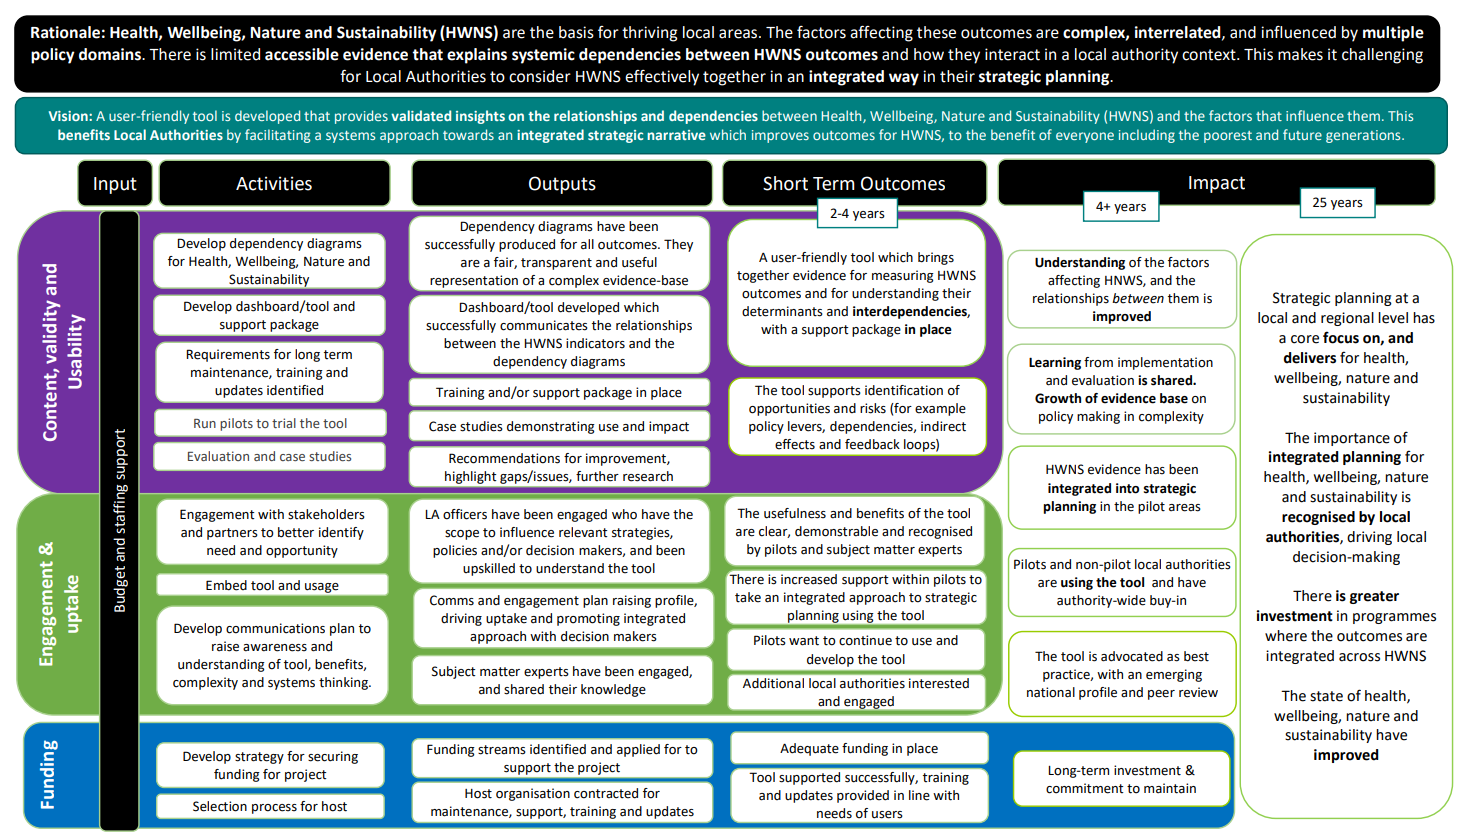 Rationale: Health, Wellbeing, Nature and Sustainability (HWNS) are the basis for thriving local areas. The factors affecting these outcomes are complex, interrelated, and influenced by multiple
policy domains. There is limited accessible evidence that explains systemic dependencies between HWNS outcomes and how they interact in a local authority context. This makes it challenging
for Local Authorities to consider HWNS effectively together in an integrated way in their strategic planning.
Vision: A user-friendly tool is developed that provides validated insights on the relationships and dependencies between Health, Wellbeing, Nature and Sustainability (HWNS) and the factors that influence them. This
benefits Local Authorities by facilitating a systems approach towards an integrated strategic narrative which improves outcomes for HWNS, to the benefit of everyone including the poorest and future generations.
Input
Activities
Outputs
Short Term Outcomes
Impact
2-4 years
4+ years
25 years
Content, validity and
Usability
Budget and staffing support
Develop dependency diagrams
for Health, Wellbeing, Nature and
Sustainability
Develop dashboard/tool and
support package
Requirements for long term
maintenance, training and
updates identified
Run pilots to trial the tool
Evaluation and case studies
Dependency diagrams have been
successfully produced for all outcomes. They
are a fair, transparent and useful
representation of a complex evidence-base
Dashboard/tool developed which
successfully communicates the relationships
between the HWNS indicators and the
dependency diagrams
Training and/or support package in place
Case studies demonstrating use and impact
Recommendations for improvement,
highlight gaps/issues, further research
A user-friendly tool which brings
together evidence for measuring HWNS
outcomes and for understanding their
determinants and interdependencies,
with a support package in place
The tool supports identification of
opportunities and risks (for example
policy levers, dependencies, indirect
effects and feedback loops)
Engagement &
uptake
Engagement with stakeholders
and partners to better identify
need and opportunity
Embed tool and usage
Develop communications plan to
raise awareness and
understanding of tool, benefits,
complexity and systems thinking.
LA officers have been engaged who have the
scope to influence relevant strategies,
policies and/or decision makers, and been
upskilled to understand the tool
Comms and engagement plan raising profile,
driving uptake and promoting integrated
approach with decision makers
Subject matter experts have been engaged,
and shared their knowledge
The usefulness and benefits of the tool
are clear, demonstrable and recognised
by pilots and subject matter experts
There is increased support within pilots to
take an integrated approach to strategic
planning using the tool
Pilots want to continue to use and
develop the tool
Additional local authorities interested
and engaged
Funding
Develop strategy for securing
funding for project
Selection process for host
Funding streams identified and applied for to
support the project
Host organisation contracted for
maintenance, support, training and updates
Adequate funding in place
Tool supported successfully, training
and updates provided in line with
needs of users
Understanding of the factors
affecting HNWS, and the
relationships between them is
improved
Learning from implementation
and evaluation is shared.
Growth of evidence base on
policy making in complexity
HWNS evidence has been
integrated into strategic
planning in the pilot areas
Pilots and non-pilot local authorities
are using the tool and have
authority-wide buy-in
The tool is advocated as best
practice, with an emerging
national profile and peer review
Long-term investment &
commitment to maintain
Strategic planning at a
local and regional level has
a core focus on, and
delivers for health,
wellbeing, nature and
sustainability
The importance of
integrated planning for
health, wellbeing, nature
and sustainability is
recognised by local
authorities, driving local
decision-making
There is greater
investment in programmes
where the outcomes are
integrated across HWNS
The state of health,
wellbeing, nature and
sustainability have
improved